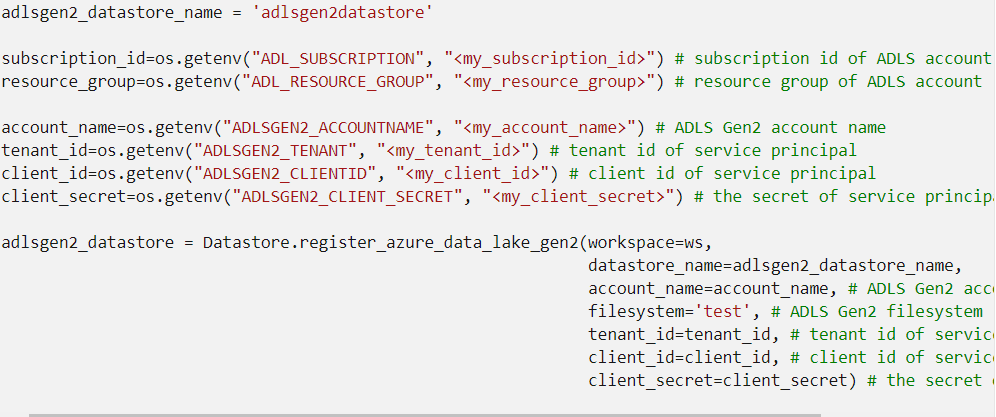 adlsgen2_datastore_name = 'adlsgen2datastore'
subscription_id=os.getenv("ADL_SUBSCRIPTION", "<my_subscription_id>") # subscription id of ADLS account
resource_group=os.getenv("ADL_RESOURCE_GROUP", "<my_resource_group>") # resource group of ADLS account
account_name=os.getenv("ADLSGEN2_ACCOUNTNAME", "<my_account_name>") # ADLS Gen2 account name
tenant_id=os.getenv("ADLSGEN2_TENANT", "<my_tenant_id>") # tenant id of service principal
client_id=os.getenv("ADLSGEN2_CLIENTID", "<my_client_id>") # client id of service principal
client_secret=os.getenv("ADLSGEN2_CLIENT_SECRET", "<my_client_secret>") # the secret of service princip
adlsgen2_datastore = Datastore.register_azure_data_lake_gen2(workspace=ws,
datastore_name=adlsgen2_datastore_name,
account_name=account_name, # ADLS Gen2 acc
filesystem='test', # ADLS Gen2 filesystem
tenant_id=tenant_id, # tenant id of servic
client_id=client_id, # client id of servic
client_secret=client_secret) # the secret